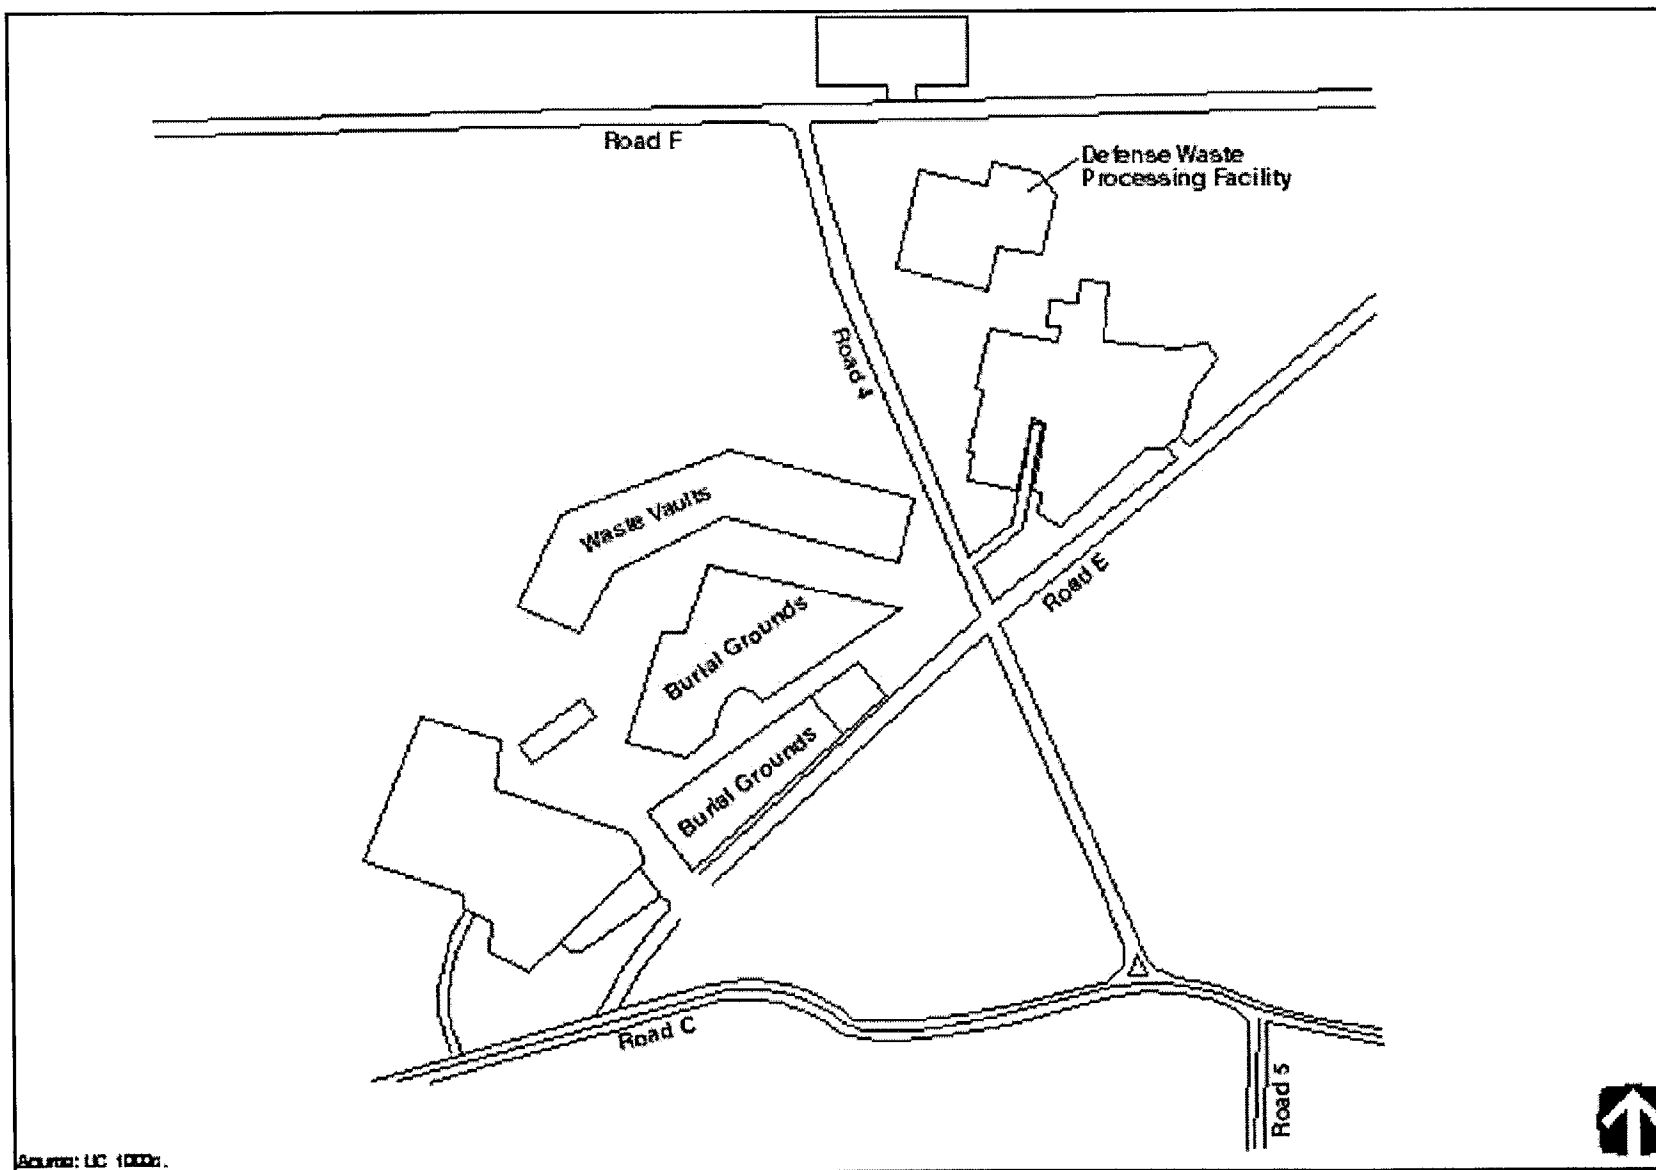 Road F
Defense Waste
Processing Facility
Road 4
Waste Vaults
Road E
Burial Grounds
Burial Grounds
Road C
Road 5